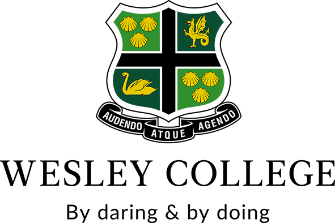 AUDENDO ATQUE AGENDO
WESLEY COLLEGE
By daring & by doing